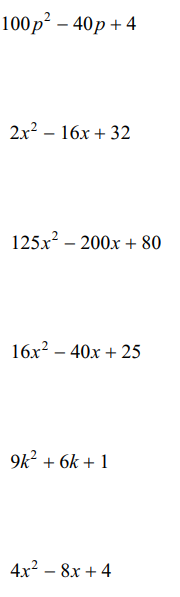 100p² − 40p + 4
2x² − 16x + 32
125x² − 200x + 80
16x² − 40x + 25
9k² + 6k + 1
4x² − 8x + 4